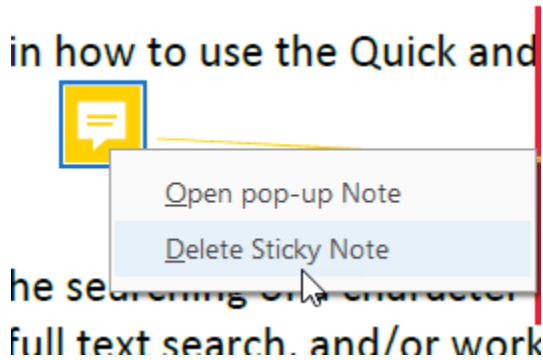 in how to use the Quick and
Open pop-up Note
Delete Sticky Note
he searching of a character
full text search, and/or work